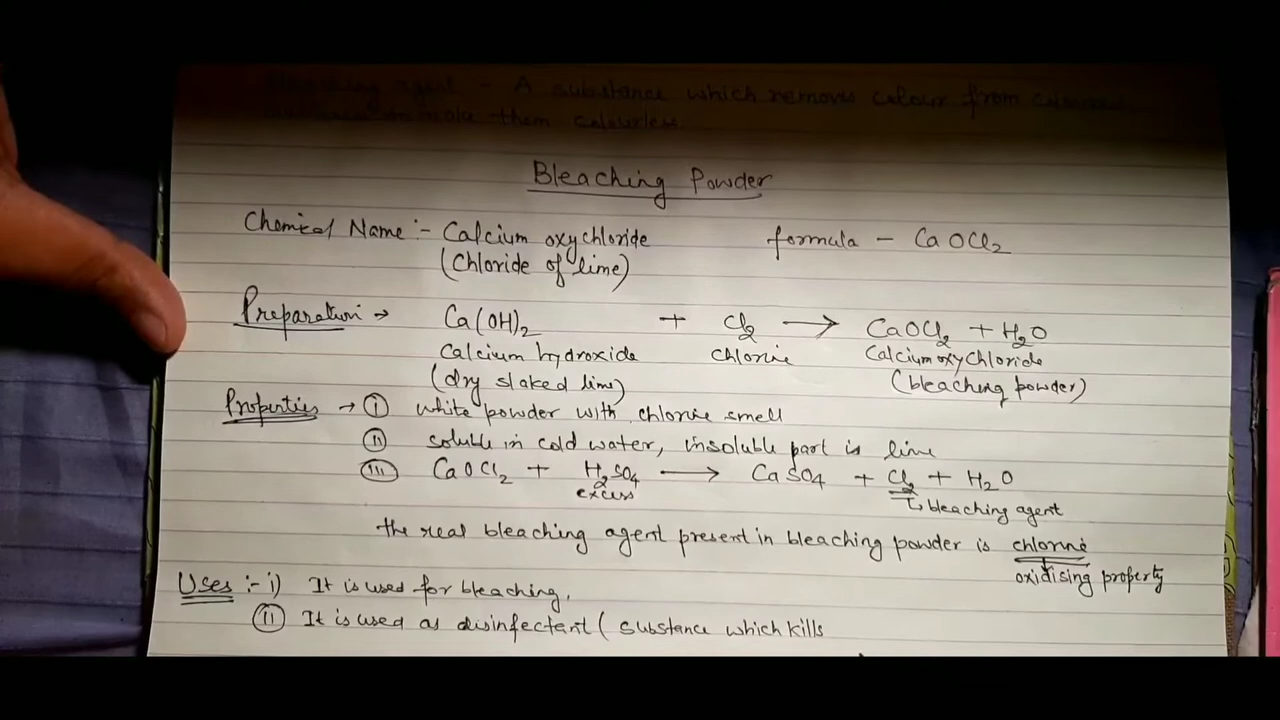 agent - A substance which removes colour from
them colourless
Bleaching Powder
Chemical Name :- Calcium oxychloride formula - CaOCl₂
(Chloride of lime)
Preparation → Ca(OH)₂ + Cl₂ → CaOCl₂ + H₂O
Calcium hydroxide chlorine Calcium oxychloride
(dry slaked lime) (bleaching powder)
Properties → (i) white powder with chlorine smell
(ii) soluble in cold water, insoluble part is lime
(iii) CaOCl₂ + H₂SO₄ → CaSO₄ + Cl₂ + H₂O
excess ↳ bleaching agent
the real bleaching agent present in bleaching powder is chlorine
oxidising property
Uses :- i) It is used for bleaching.
(ii) It is used as disinfectant ( substance which kills